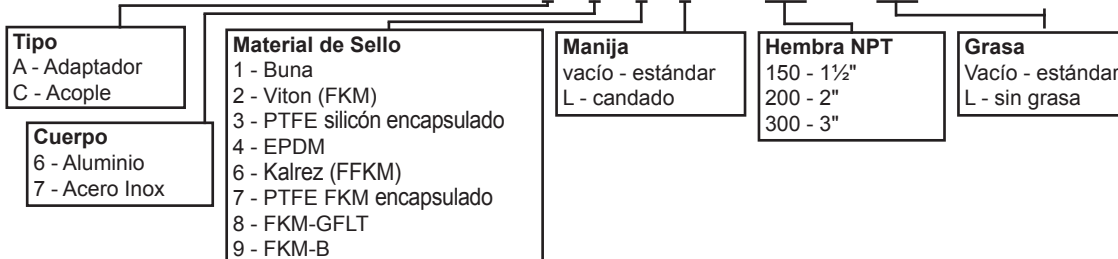 Tipo
A - Adaptador
C - Acople
Cuerpo
6 - Aluminio
7 - Acero Inox
Material de Sello
1 - Buna
2 - Viton (FKM)
3 - PTFE silicón encapsulado
4 - EPDM
6 - Kalrez (FFKM)
7 - PTFE FKM encapsulado
8 - FKM-GFLT
9 - FKM-B
Manija
vacío - estándar
L - candado
Hembra NPT
150 - 1½"
200 - 2"
300 - 3"
Grasa
Vacío - estándar
L - sin grasa